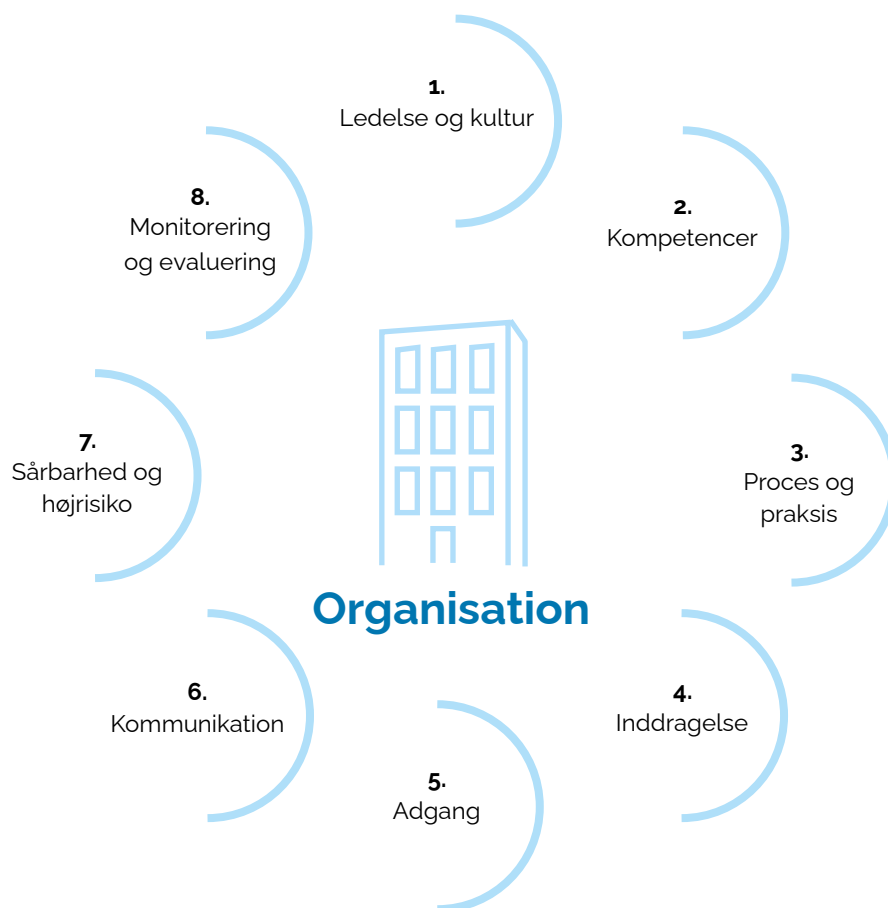 1.
Ledelse og kultur
2.
Kompetencer
3.
Proces og
praksis
4.
Inddragelse
5.
Adgang
6.
Kommunikation
7.
Sårbarhed og
højrisiko
8.
Monitorering
og evaluering
Organisation